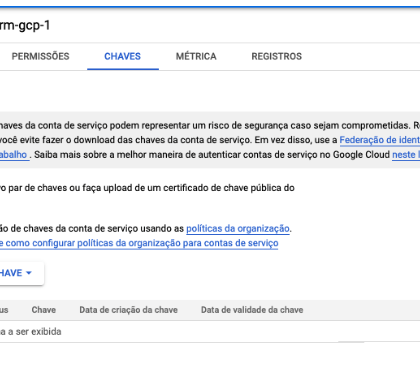 rm-gcp-1
PERMISSÕES CHAVES MÉTRICA REGISTROS
haves da conta de serviço podem representar um risco de segurança caso sejam comprometidas. R
você evite fazer o download das chaves da conta de serviço. Em vez disso, use a Federação de ident
abalho . Saiba mais sobre a melhor maneira de autenticar contas de serviço no Google Cloud neste l
vo par de chaves ou faça upload de um certificado de chave pública do
ão de chaves da conta de serviço usando as políticas da organização.
e como configurar políticas da organização para contas de serviço
HAVE
us Chave Data de criação da chave Data de validade da chave
a a ser exibida